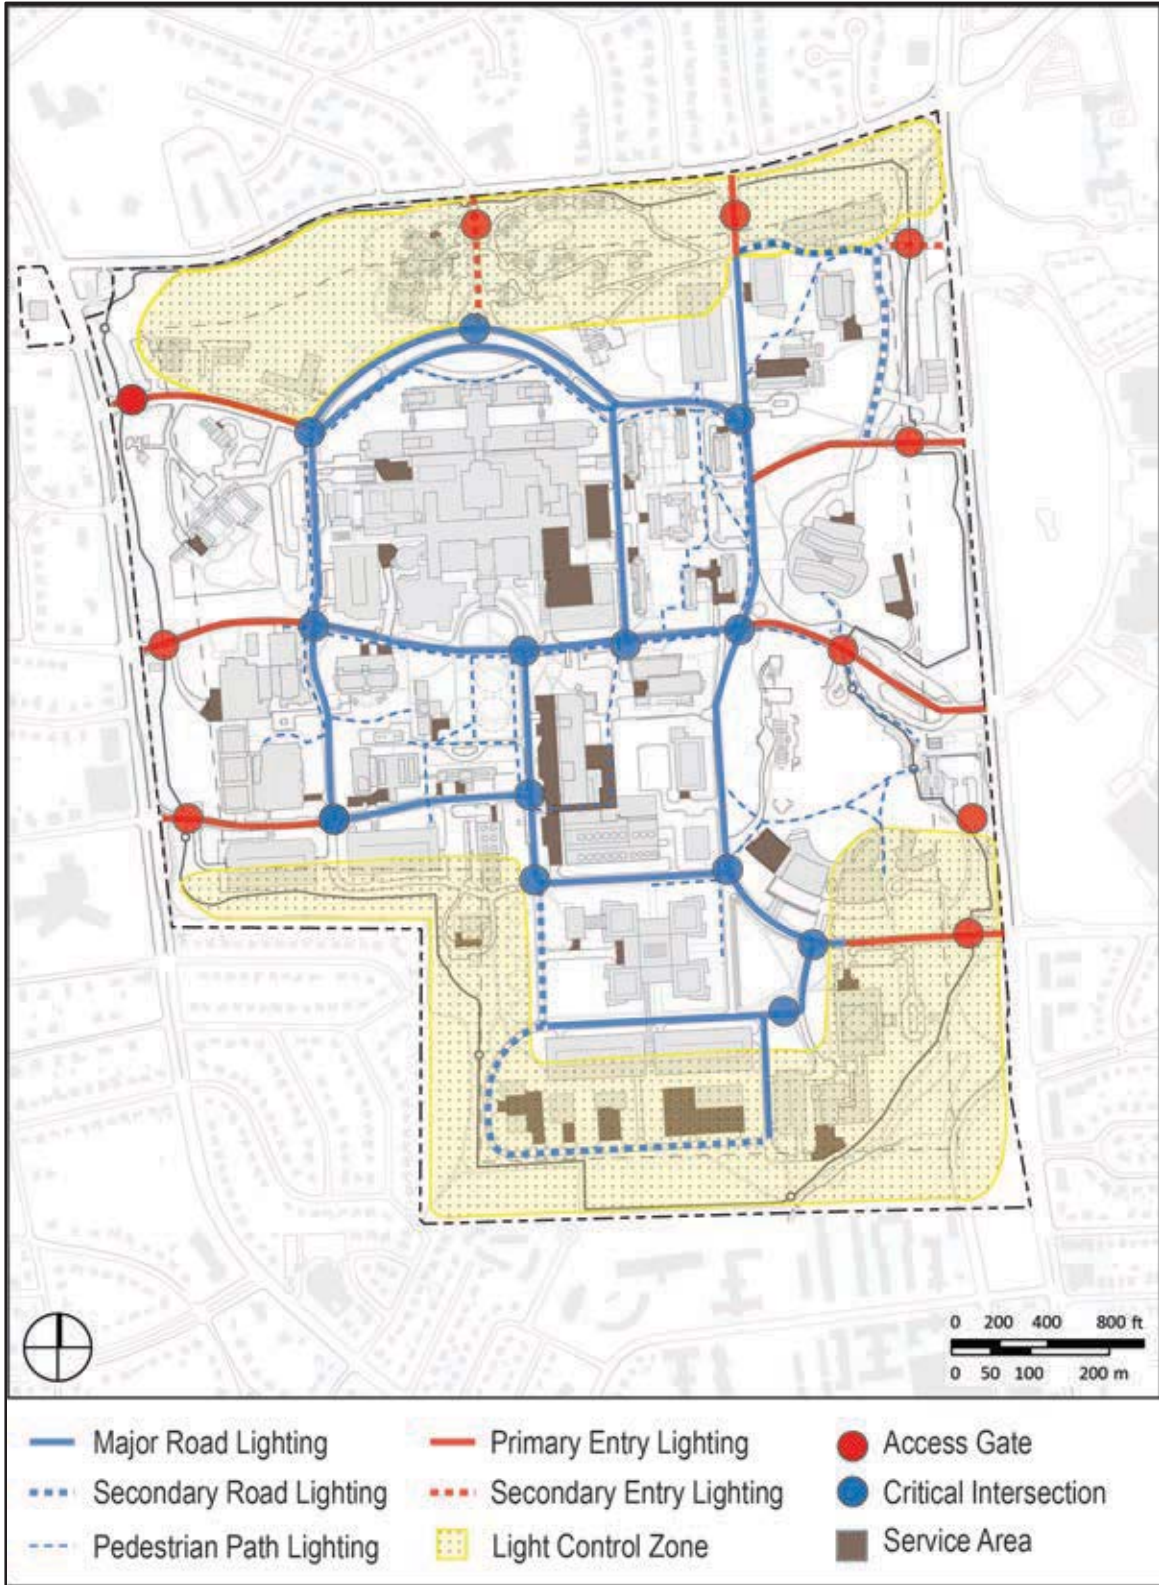 0 200 400 800 ft
0 50 100 200 m
Major Road Lighting
Primary Entry Lighting
Access Gate
Secondary Road Lighting
Secondary Entry Lighting
Critical Intersection
Pedestrian Path Lighting
Light Control Zone
Service Area